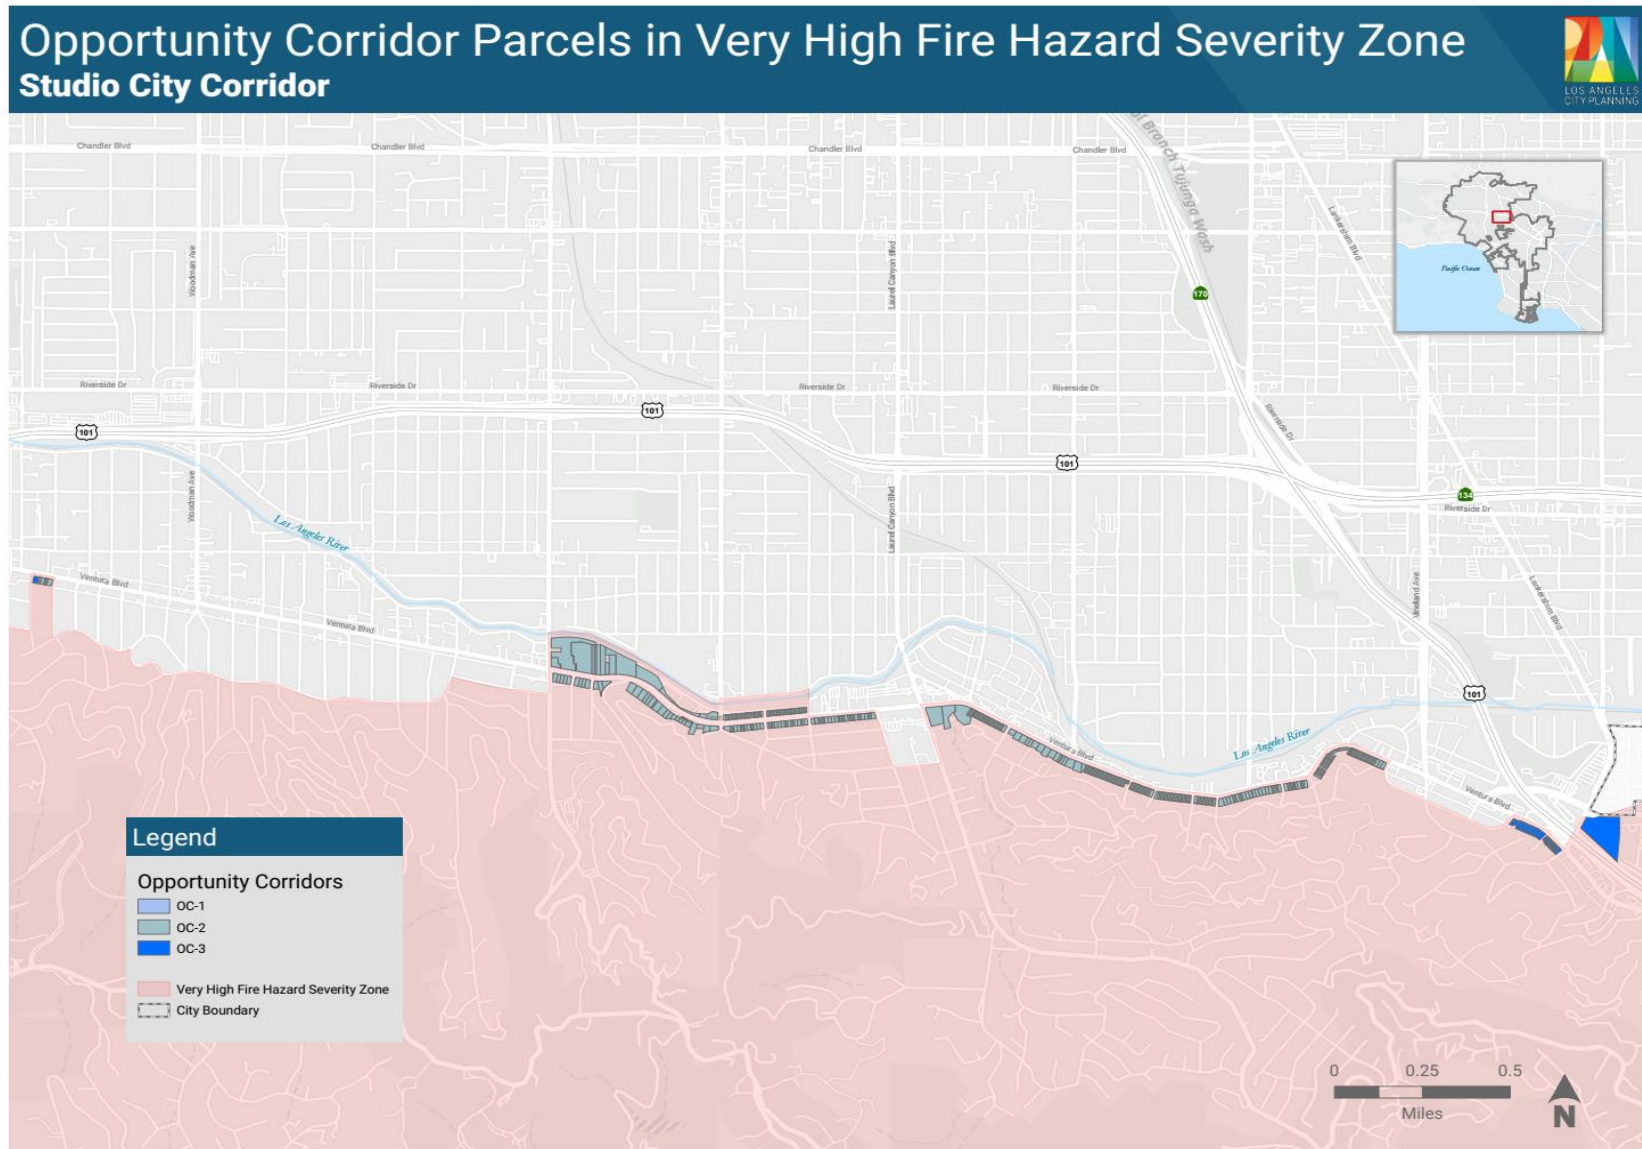 Opportunity Corridor Parcels in Very High Fire Hazard Severity Zone
Studio City Corridor
LOS ANGELES
CITY PLANNING
Branch Tujunga Wash
Chandler Blvd
Chandler Blvd
Chandler Blvd
Chandler Blvd
Woodman Ave
Laurel Canyon Blvd
Lankershim Blvd
Pacific Ocean
170
Riverside Dr
Riverside Dr
Riverside Dr
Riverside Dr
Riverside Dr
101
101
101
134
Riverside Dr
Woodman Ave
Laurel Canyon Blvd
Los Angeles River
Ventura Blvd
Ventura Blvd
Vineland Ave
Lankershim Blvd
101
Ventura Blvd
Los Angeles River
Ventura Blvd
Legend
Opportunity Corridors
OC-1
OC-2
OC-3
Very High Fire Hazard Severity Zone
City Boundary
0 0.25 0.5
Miles
N